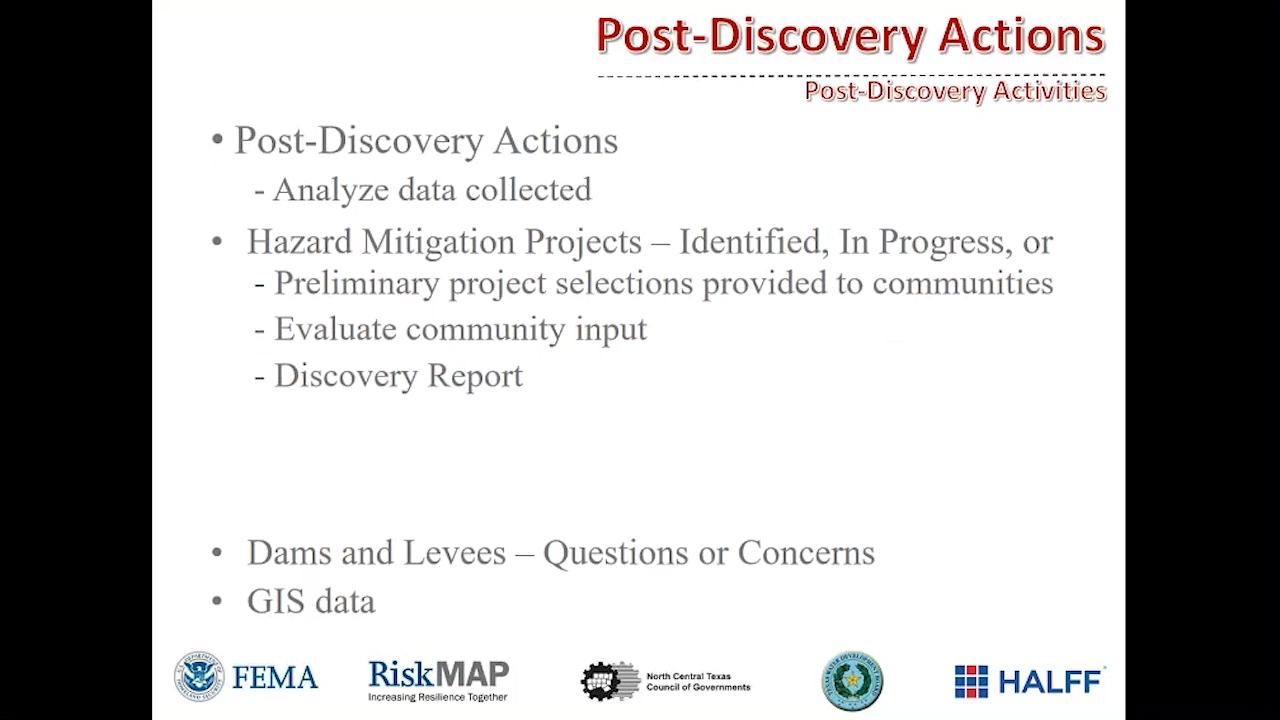 Post-Discovery Actions
Post-Discovery Activities
• Post-Discovery Actions
- Analyze data collected
• Hazard Mitigation Projects – Identified, In Progress, or
- Preliminary project selections provided to communities
- Evaluate community input
- Discovery Report
• Dams and Levees – Questions or Concerns
• GIS data
FEMA
RiskMAP
Increasing Resilience Together
North Central Texas
Council of Governments
HALFF